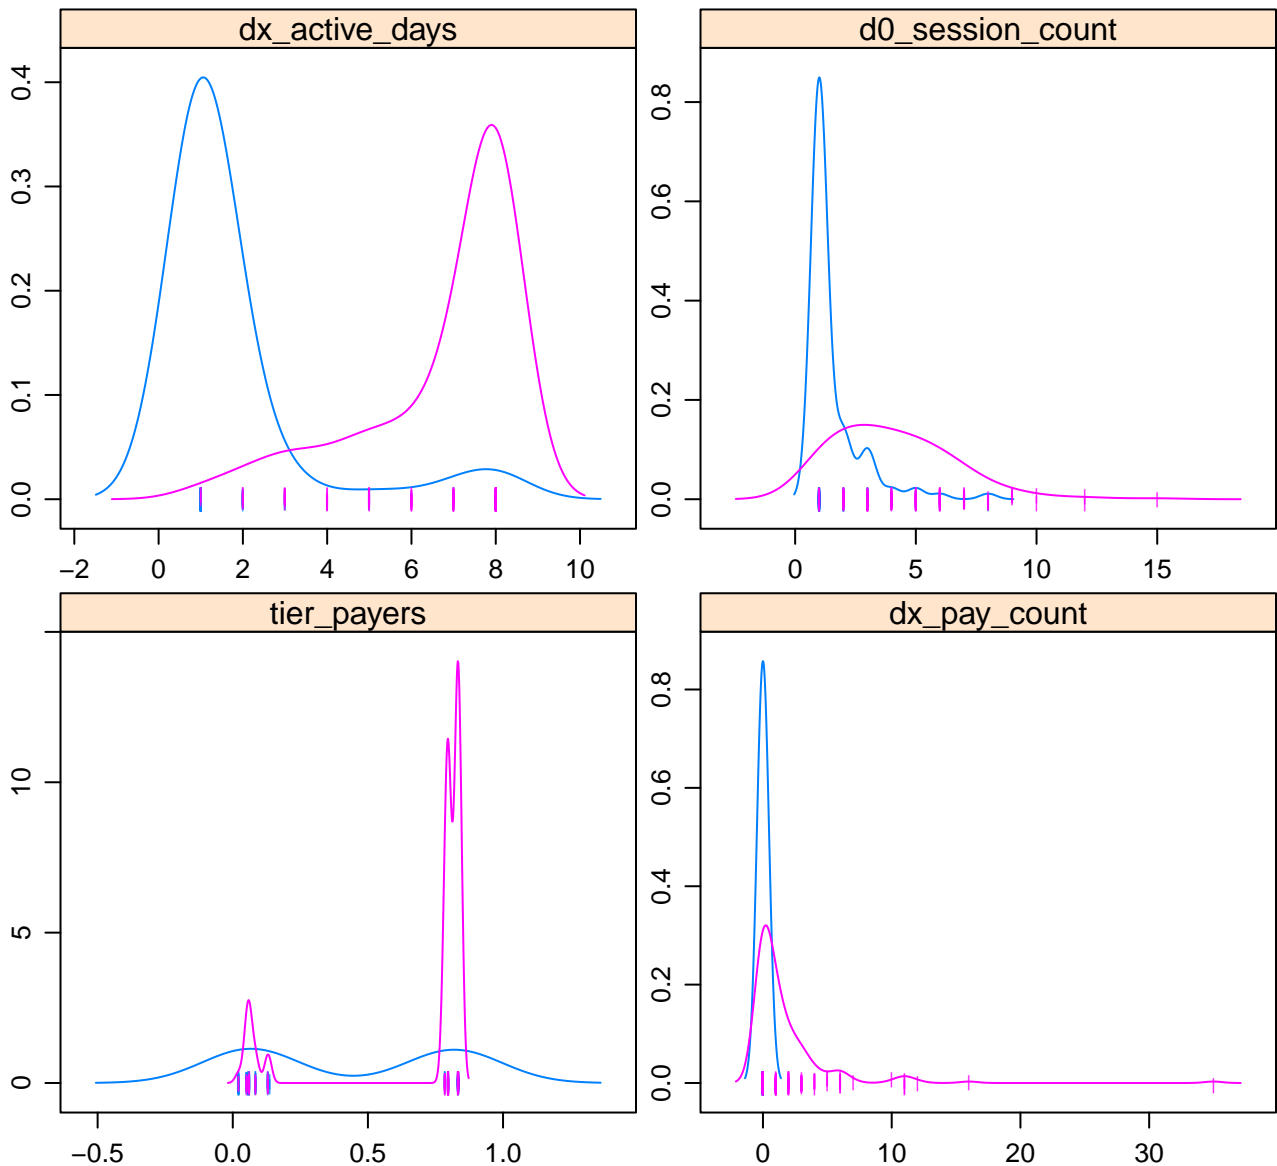 dx_active_days
d0_session_count
0.0 0.1 0.2 0.3 0.4
0.0 0.2 0.4 0.6 0.8
−2 0 2 4 6 8 10
0 5 10 15
tier_payers
dx_pay_count
0 5 10
0.0 0.2 0.4 0.6 0.8
−0.5 0.0 0.5 1.0
0 10 20 30